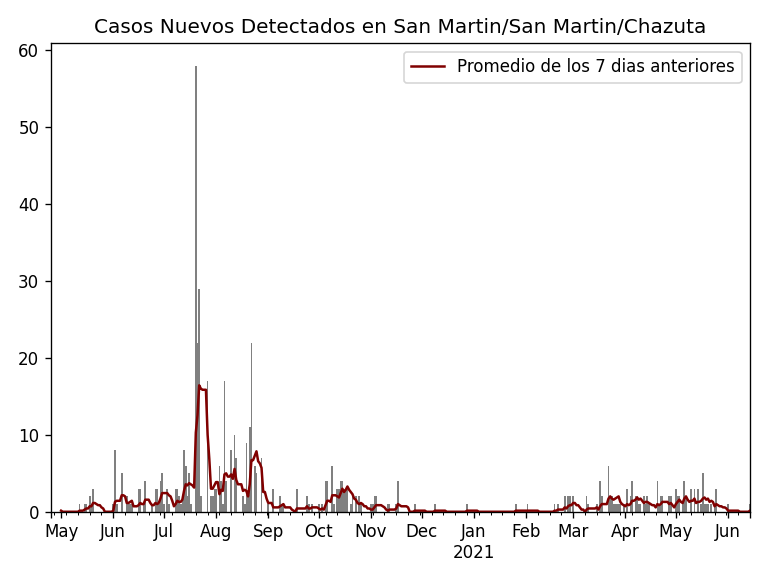 Casos Nuevos Detectados en San Martin/San Martin/Chazuta
Promedio de los 7 dias anteriores
60
50
40
30
20
10
0
May Jun Jul Aug Sep Oct Nov Dec Jan Feb Mar Apr May Jun
2021